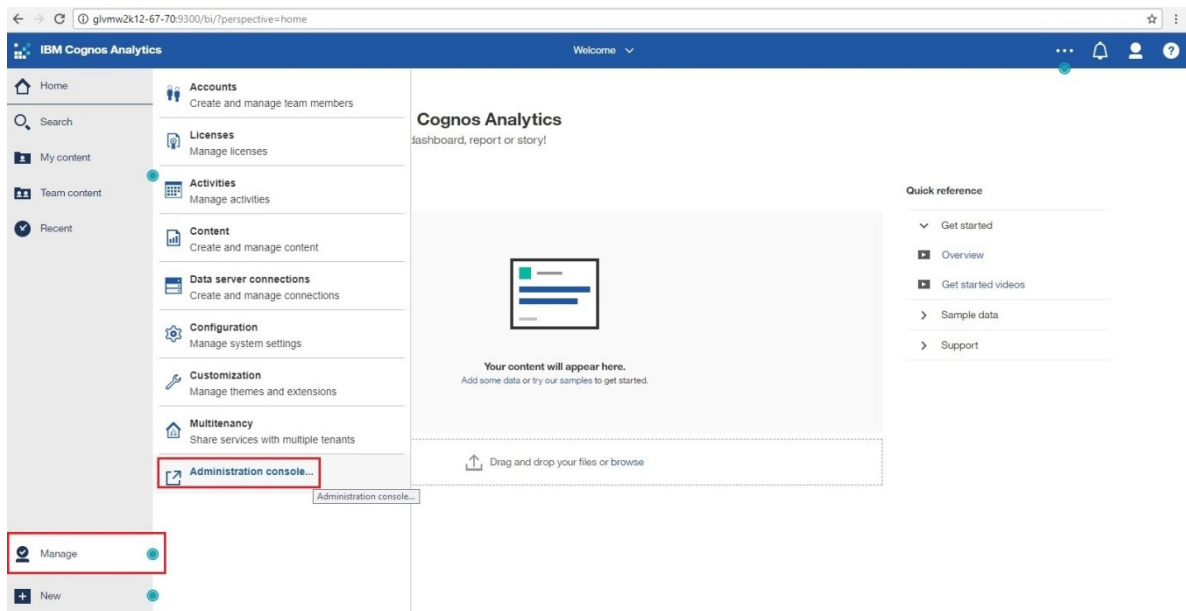 glvmw2k12-67-70:9300/bi/?perspective=home
IBM Cognos Analytics
Welcome
Home
Search
My content
Team content
Recent
Manage
New
Accounts
Create and manage team members
Licenses
Manage licenses
Activities
Manage activities
Content
Create and manage content
Data server connections
Create and manage connections
Configuration
Manage system settings
Customization
Manage themes and extensions
Multitenancy
Share services with multiple tenants
Administration console...
Administration console...
Cognos Analytics
dashboard, report or story!
Your content will appear here.
Add some data or try our samples to get started.
Drag and drop your files or browse
Quick reference
Get started
Overview
Get started videos
Sample data
Support